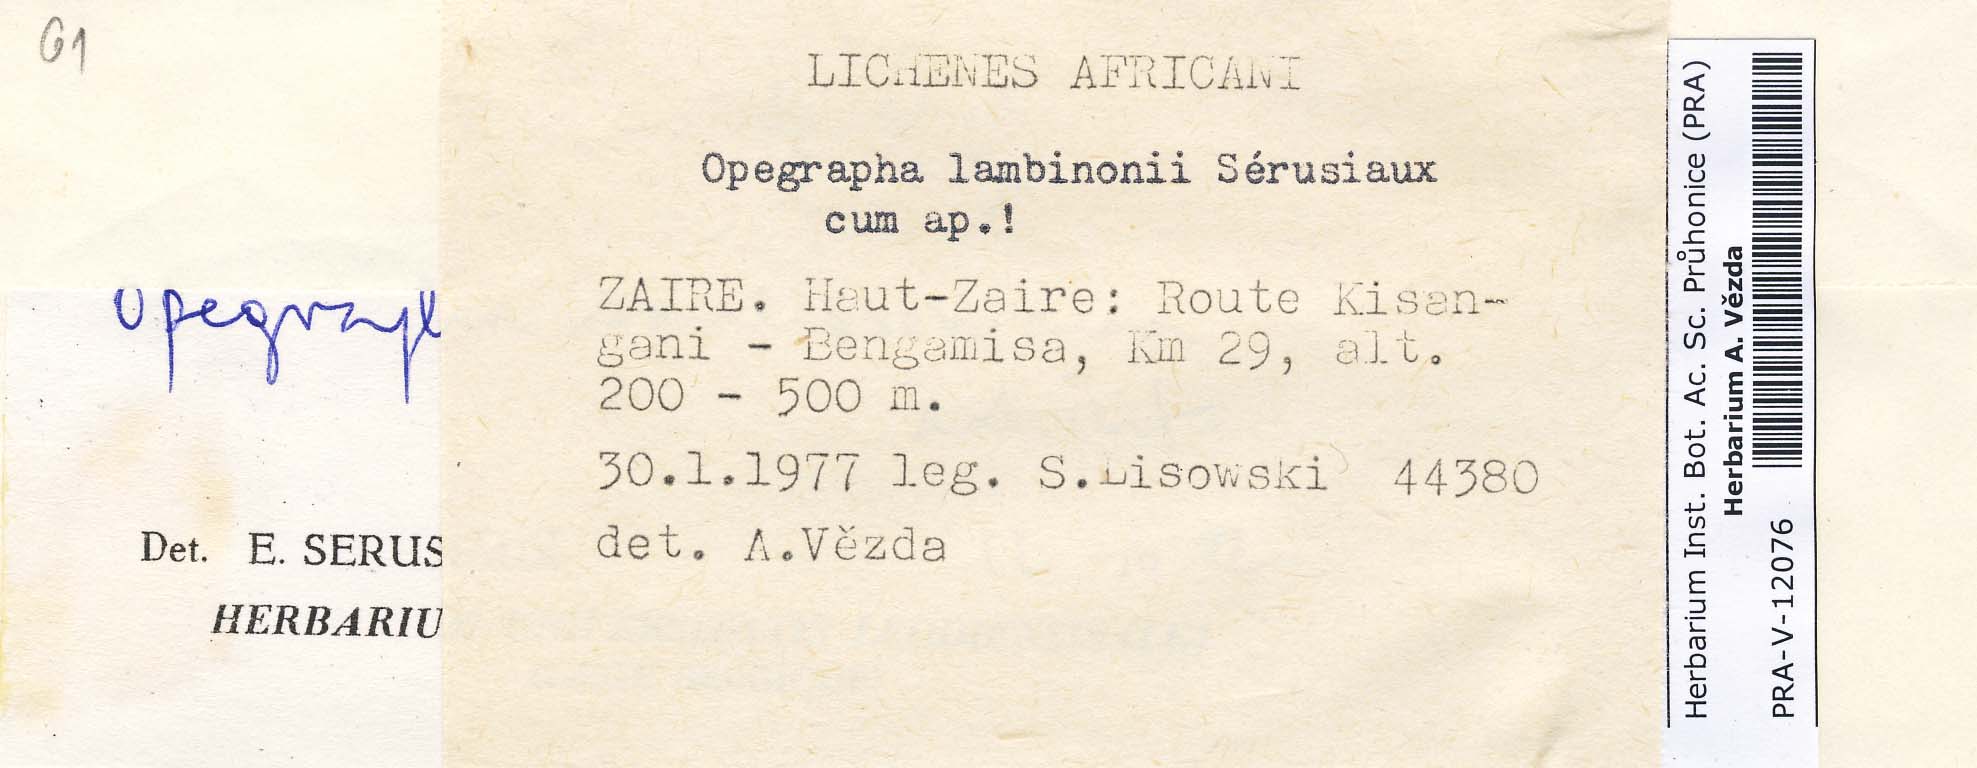 G1
LICHENES AFRICANI
Opegrapha lambinonii Sérusiaux
cum ap.!
ZAIRE. Haut-Zaire: Route Kisan-
gani - Bengamisa, Km 29, alt.
200 - 500 m.
30.1.1977 leg. S.Lisowski 44380
det. A.Vězda
Det. E. SERUS
HERBARIU
Herbarium Inst. Bot. Ac. Sc. Průhonice (PRA)
Herbarium A. Vězda
PRA-V-12076